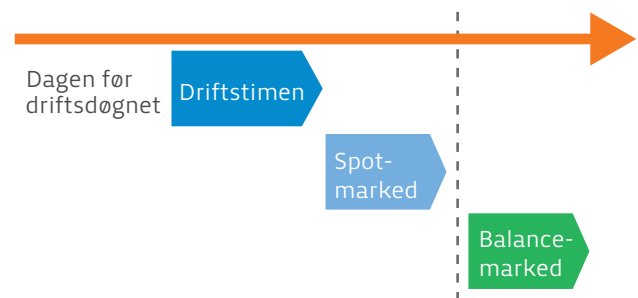 Dagen før
driftsdøgnet
Driftstimen
Spot-
marked
Balance-
marked